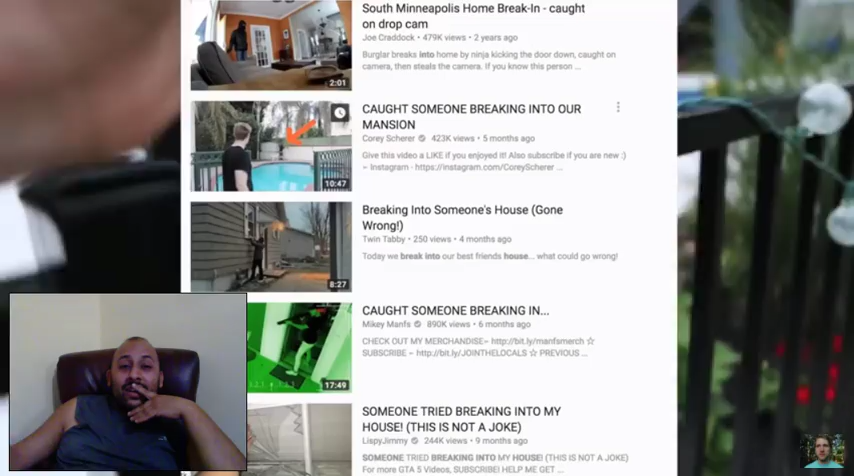 South Minneapolis Home Break-In - caught
on drop cam
Joe Craddock • 479K views • 2 years ago
Burglar breaks into home by ninja kicking the door down, caught on
camera, then steals the camera. If you know this person ...
2:01
CAUGHT SOMEONE BREAKING INTO OUR
MANSION
Corey Scherer 423K views • 5 months ago
Give this video a LIKE if you enjoyed it! Also subscribe if you are new :)
~ Instagram - https://instagram.com/CoreyScherer ...
10:47
Breaking Into Someone's House (Gone
Wrong!)
Twin Tabby • 250 views • 4 months ago
Today we break into our best friends house... what could go wrong!
8:27
CAUGHT SOMEONE BREAKING IN...
Mikey Manfs 890K views • 6 months ago
CHECK OUT MY MERCHANDISE~ http://bit.ly/manfsmerch ☆
SUBSCRIBE ~ http://bit.ly/JOINTHELOCALS ☆ PREVIOUS ...
17:49
SOMEONE TRIED BREAKING INTO MY
HOUSE! (THIS IS NOT A JOKE)
LispyJimmy 244K views • 9 months ago
SOMEONE TRIED BREAKING INTO MY HOUSE! (THIS IS NOT A JOKE)
For more GTA 5 Videos, SUBSCRIBE! HELP ME GET ...